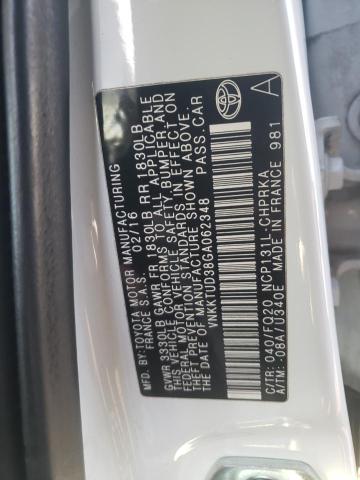 MFD. BY:TOYOTA MOTOR MANUFACTURING
FRANCE S.A.S. 02/16
GVWR 3330LB GAWR FR 1830LB RR 1830LB
THIS VEHICLE CONFORMS TO ALL APPLICABLE
FEDERAL MOTOR VEHICLE SAFETY, BUMPER, AND
THEFT PREVENTION STANDARDS IN EFFECT ON
THE DATE OF MANUFACTURE SHOWN ABOVE.
VNKKTUD38GA062348 PASS.CAR
TOYOTA
C/TR: 040/FQ20 NCP131L-CHPRKA
A/TM: -08A/U340E MADE IN FRANCE 981
A